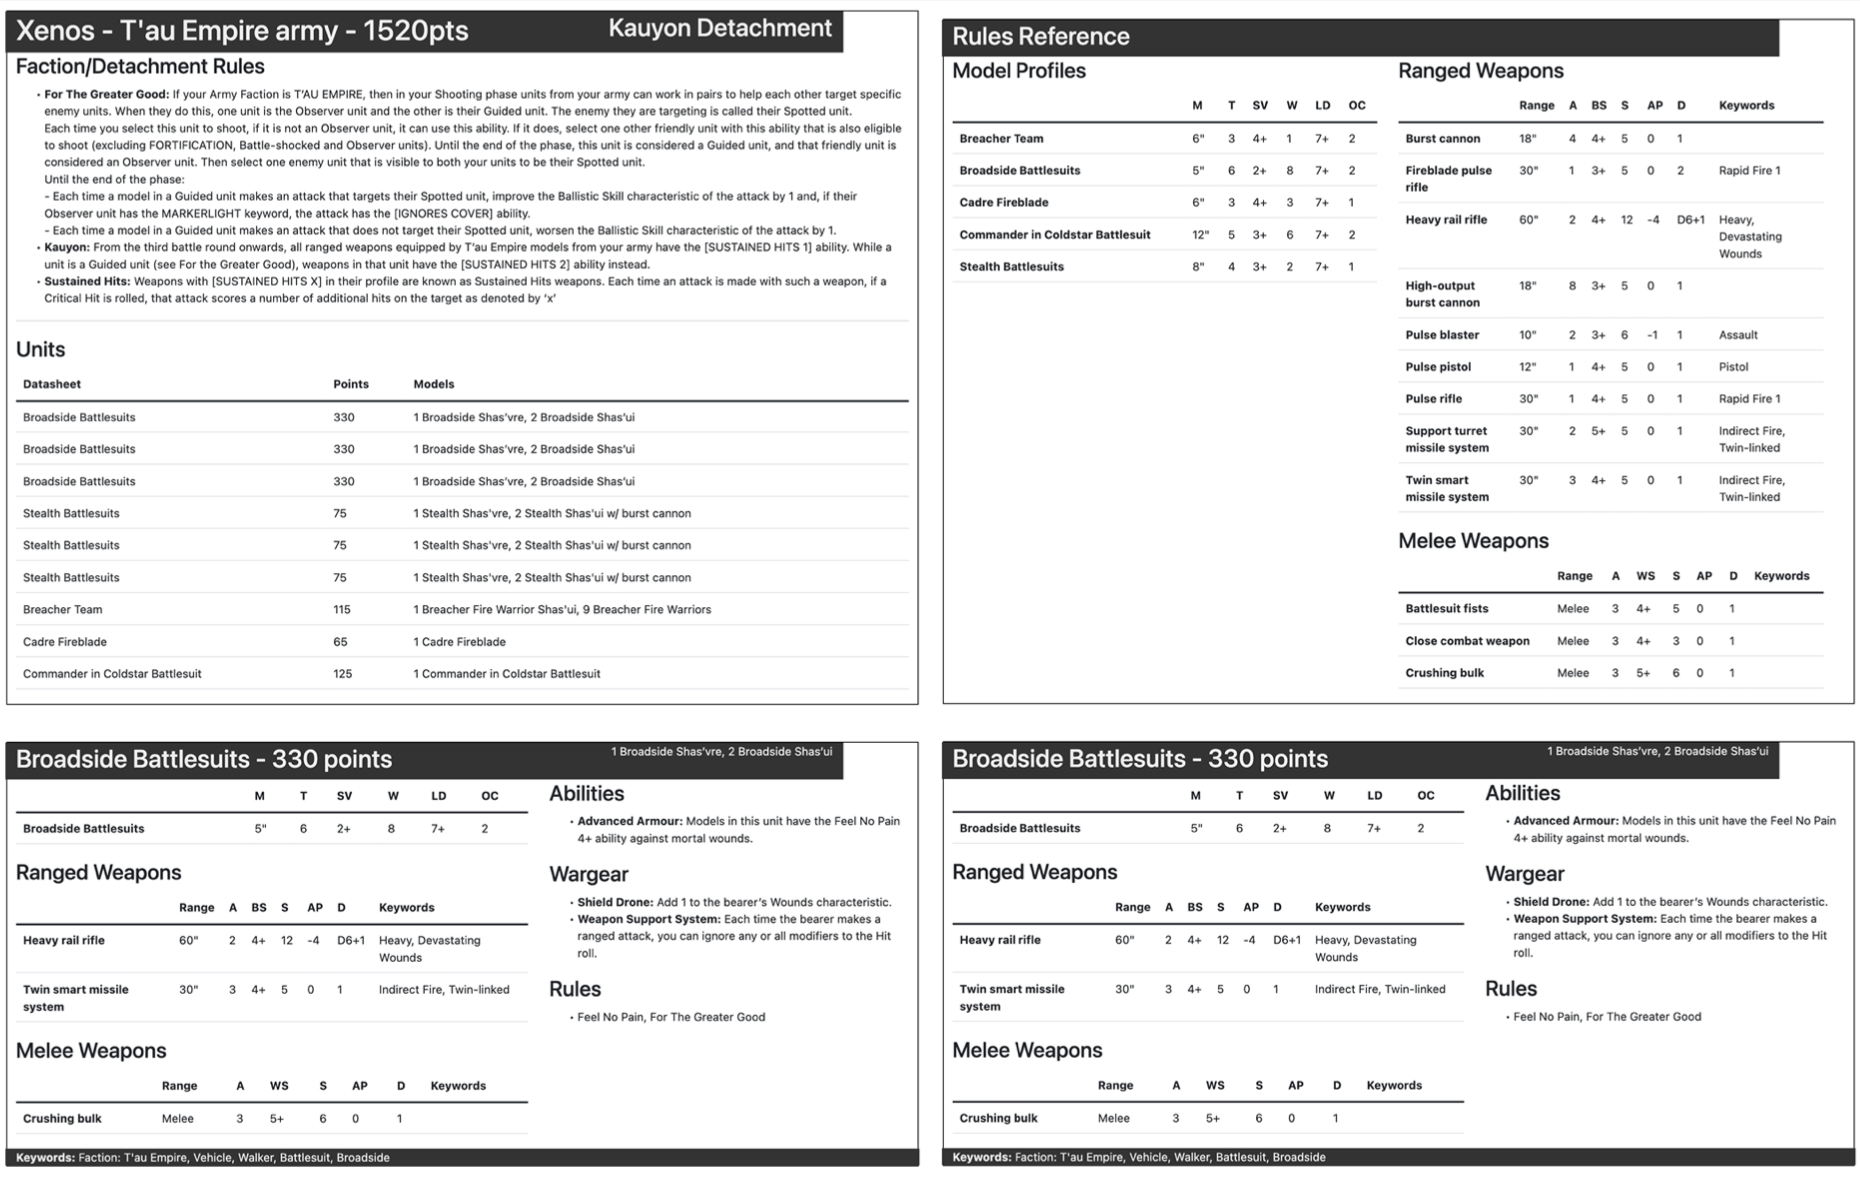 Xenos - T'au Empire army - 1520pts
Kauyon Detachment
Faction/Detachment Rules
• For The Greater Good: If your Army Faction is T'AU EMPIRE, then in your Shooting phase units from your army can work in pairs to help each other target specific
enemy units. When they do this, one unit is the Observer unit and the other is their Guided unit. The enemy they are targeting is called their Spotted unit.
Each time you select this unit to shoot, if it is not an Observer unit, it can use this ability. If it does, select one other friendly unit with this ability that is also eligible
to shoot (excluding FORTIFICATION, Battle-shocked and Observer units). Until the end of the phase, this unit is considered a Guided unit, and that friendly unit is
considered an Observer unit. Then select one enemy unit that is visible to both your units to be their Spotted unit.
Until the end of the phase:
- Each time a model in a Guided unit makes an attack that targets their Spotted unit, improve the Ballistic Skill characteristic of the attack by 1 and, if their
Observer unit has the MARKERLIGHT keyword, the attack has the [IGNORES COVER] ability.
- Each time a model in a Guided unit makes an attack that does not target their Spotted unit, worsen the Ballistic Skill characteristic of the attack by 1.
• Kauyon: From the third battle round onwards, all ranged weapons equipped by T'au Empire models from your army have the [SUSTAINED HITS 1] ability. While a
unit is a Guided unit (see For the Greater Good), weapons in that unit have the [SUSTAINED HITS 2] ability instead.
• Sustained Hits: Weapons with [SUSTAINED HITS X] in their profile are known as Sustained Hits weapons. Each time an attack is made with such a weapon, if a
Critical Hit is rolled, that attack scores a number of additional hits on the target as denoted by ‘x’
Units
Datasheet Points Models
Broadside Battlesuits 330 1 Broadside Shas'vre, 2 Broadside Shas'ui
Broadside Battlesuits 330 1 Broadside Shas'vre, 2 Broadside Shas'ui
Broadside Battlesuits 330 1 Broadside Shas'vre, 2 Broadside Shas'ui
Stealth Battlesuits 75 1 Stealth Shas'vre, 2 Stealth Shas'ui w/ burst cannon
Stealth Battlesuits 75 1 Stealth Shas'vre, 2 Stealth Shas'ui w/ burst cannon
Stealth Battlesuits 75 1 Stealth Shas'vre, 2 Stealth Shas'ui w/ burst cannon
Breacher Team 115 1 Breacher Fire Warrior Shas'ui, 9 Breacher Fire Warriors
Cadre Fireblade 65 1 Cadre Fireblade
Commander in Coldstar Battlesuit 125 1 Commander in Coldstar Battlesuit
Rules Reference
Model Profiles
M T SV W LD OC
Breacher Team 6" 3 4+ 1 7+ 2
Broadside Battlesuits 5" 6 2+ 8 7+ 2
Cadre Fireblade 6" 3 4+ 3 7+ 1
Commander in Coldstar Battlesuit 12" 5 3+ 6 7+ 2
Stealth Battlesuits 8" 4 3+ 2 7+ 1
Ranged Weapons
Range A BS S AP D Keywords
Burst cannon 18" 4 4+ 5 0 1
Fireblade pulse 30" 1 3+ 5 0 2 Rapid Fire 1
rifle
Heavy rail rifle 60" 2 4+ 12 -4 D6+1 Heavy,
Devastating
Wounds
High-output 18" 8 3+ 5 0 1
burst cannon
Pulse blaster 10" 2 3+ 6 -1 1 Assault
Pulse pistol 12" 1 4+ 5 0 1 Pistol
Pulse rifle 30" 1 4+ 5 0 1 Rapid Fire 1
Support turret 30" 2 5+ 5 0 1 Indirect Fire,
missile system Twin-linked
Twin smart 30" 3 4+ 5 0 1 Indirect Fire,
missile system Twin-linked
Melee Weapons
Range A WS S AP D Keywords
Battlesuit fists Melee 3 4+ 5 0 1
Close combat weapon Melee 3 4+ 3 0 1
Crushing bulk Melee 3 5+ 6 0 1
Broadside Battlesuits - 330 points
1 Broadside Shas'vre, 2 Broadside Shas'ui
M T SV W LD OC
Broadside Battlesuits 5" 6 2+ 8 7+ 2
Ranged Weapons
Range A BS S AP D Keywords
Heavy rail rifle 60" 2 4+ 12 -4 D6+1 Heavy, Devastating
Wounds
Twin smart missile 30" 3 4+ 5 0 1 Indirect Fire, Twin-linked
system
Melee Weapons
Range A WS S AP D Keywords
Crushing bulk Melee 3 5+ 6 0 1
Abilities
• Advanced Armour: Models in this unit have the Feel No Pain
4+ ability against mortal wounds.
Wargear
• Shield Drone: Add 1 to the bearer’s Wounds characteristic.
• Weapon Support System: Each time the bearer makes a
ranged attack, you can ignore any or all modifiers to the Hit
roll.
Rules
• Feel No Pain, For The Greater Good
Keywords: Faction: T'au Empire, Vehicle, Walker, Battlesuit, Broadside
Broadside Battlesuits - 330 points
1 Broadside Shas'vre, 2 Broadside Shas'ui
M T SV W LD OC
Broadside Battlesuits 5" 6 2+ 8 7+ 2
Ranged Weapons
Range A BS S AP D Keywords
Heavy rail rifle 60" 2 4+ 12 -4 D6+1 Heavy, Devastating
Wounds
Twin smart missile 30" 3 4+ 5 0 1 Indirect Fire, Twin-linked
system
Melee Weapons
Range A WS S AP D Keywords
Crushing bulk Melee 3 5+ 6 0 1
Abilities
• Advanced Armour: Models in this unit have the Feel No Pain
4+ ability against mortal wounds.
Wargear
• Shield Drone: Add 1 to the bearer’s Wounds characteristic.
• Weapon Support System: Each time the bearer makes a
ranged attack, you can ignore any or all modifiers to the Hit
roll.
Rules
• Feel No Pain, For The Greater Good
Keywords: Faction: T'au Empire, Vehicle, Walker, Battlesuit, Broadside